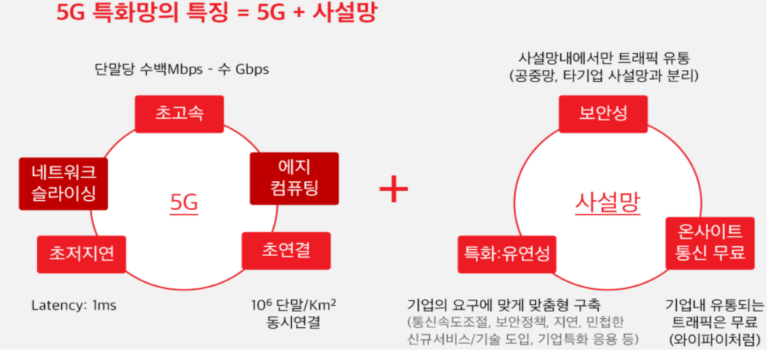 5G 특화망의 특징 = 5G + 사설망
단말당 수백Mbps - 수 Gbps
초고속
네트워크
슬라이싱
에지
컴퓨팅
5G
초저지연
초연결
Latency: 1ms
10⁶ 단말/Km²
동시연결
+
사설망내에서만 트래픽 유통
(공중망, 타기업 사설망과 분리)
보안성
사설망
특화:유연성
온사이트
통신 무료
기업의 요구에 맞게 맞춤형 구축
(통신속도조절, 보안정책, 지연, 민첩한
신규서비스/기술 도입, 기업특화 응용 등)
기업내 유통되는
트래픽은 무료
(와이파이처럼)